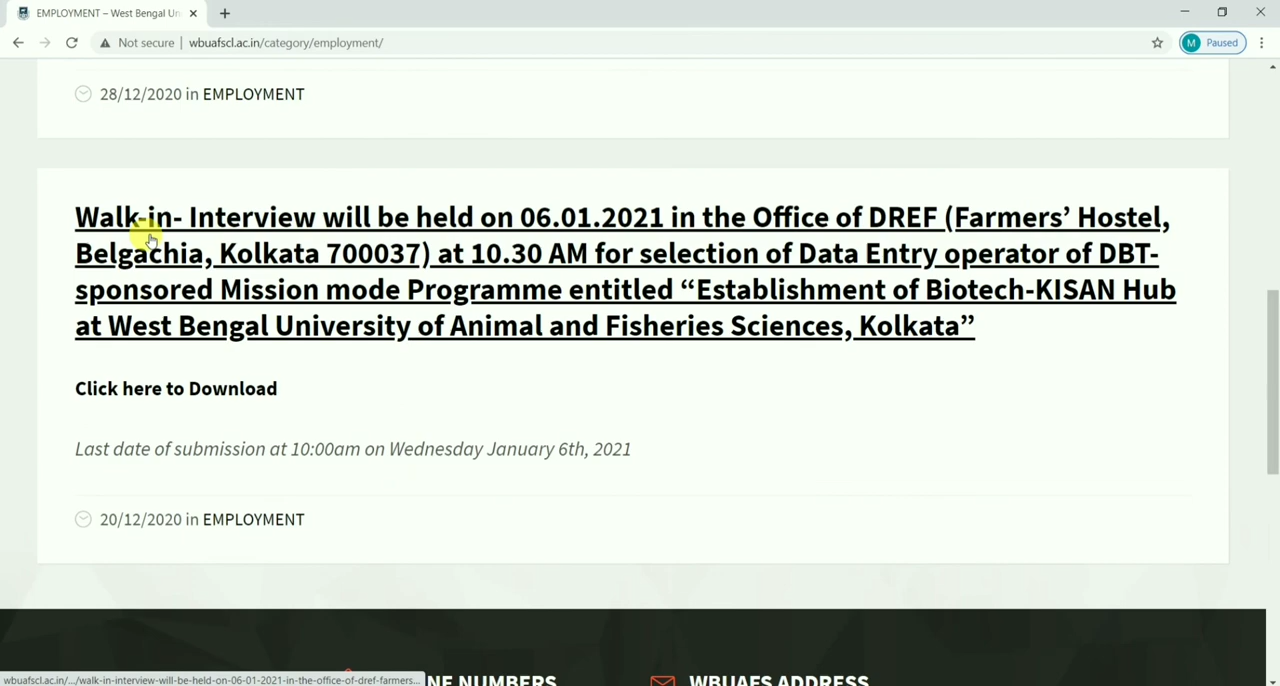 EMPLOYMENT – West Bengal Un
Not secure | wbuafscl.ac.in/category/employment/
M Paused
28/12/2020 in EMPLOYMENT
Walk-in- Interview will be held on 06.01.2021 in the Office of DREF (Farmers’ Hostel,
Belgachia, Kolkata 700037) at 10.30 AM for selection of Data Entry operator of DBT-
sponsored Mission mode Programme entitled “Establishment of Biotech-KISAN Hub
at West Bengal University of Animal and Fisheries Sciences, Kolkata”
Click here to Download
Last date of submission at 10:00am on Wednesday January 6th, 2021
20/12/2020 in EMPLOYMENT
wbuafscl.ac.in/.../walk-in-interview-will-be-held-on-06-01-2021-in-the-office-of-dref-farmers...
NE NUMBERS
WBUAFS ADDRESS